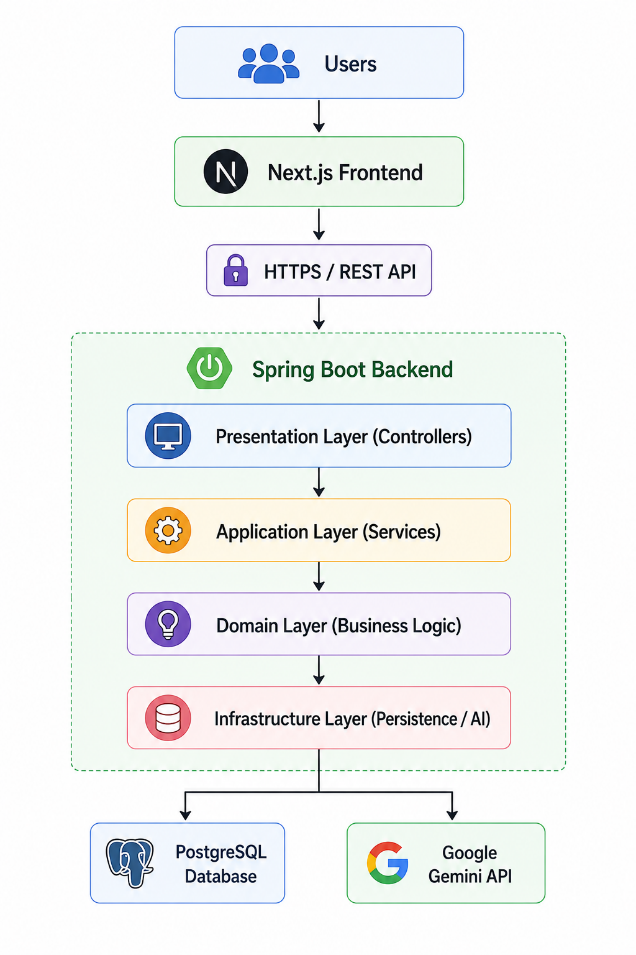 Users
Next.js Frontend
HTTPS / REST API
Spring Boot Backend
Presentation Layer (Controllers)
Application Layer (Services)
Domain Layer (Business Logic)
Infrastructure Layer (Persistence / AI)
PostgreSQL
Database
Google
Gemini API